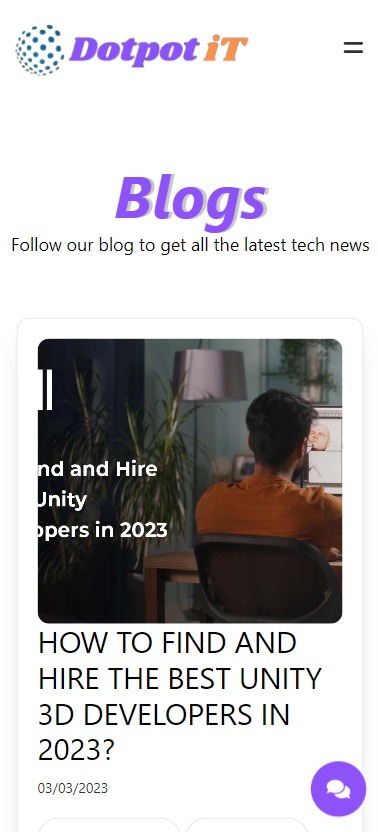 Dotpot iT
Blogs
Follow our blog to get all the latest tech news
nd and Hire
Unity
opers in 2023
HOW TO FIND AND
HIRE THE BEST UNITY
3D DEVELOPERS IN
2023?
03/03/2023